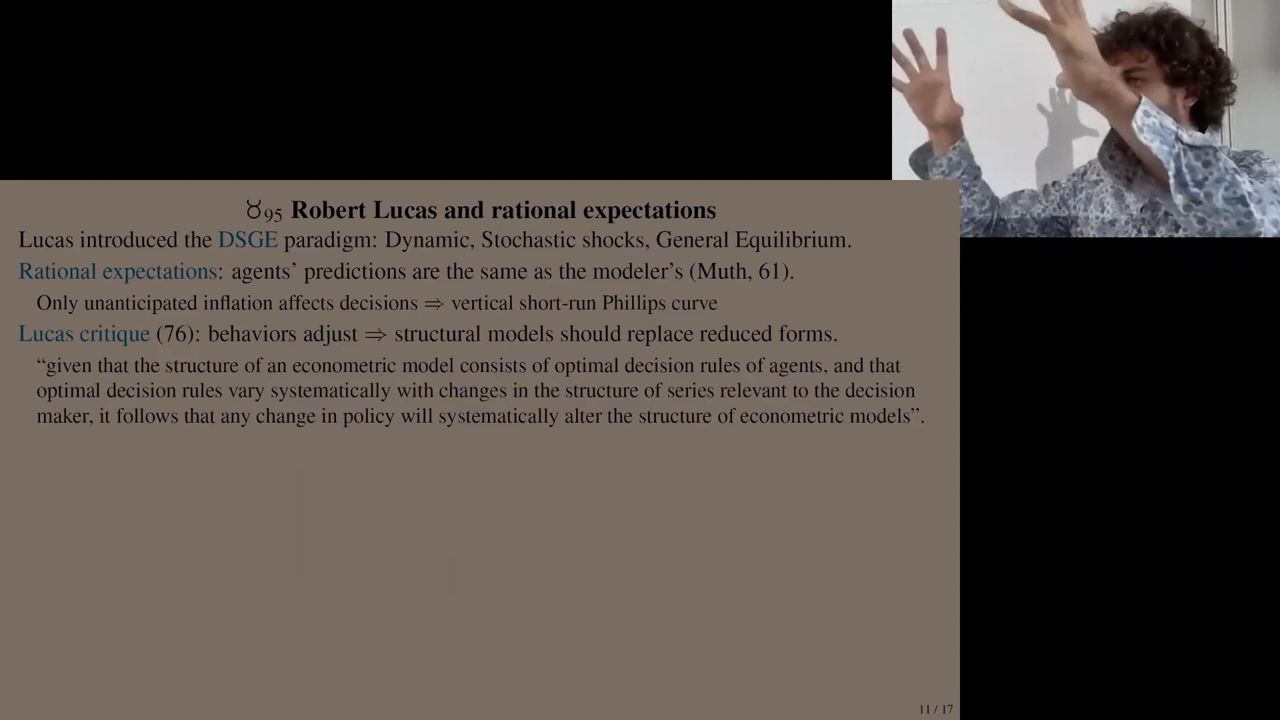 ♉95 Robert Lucas and rational expectations
Lucas introduced the DSGE paradigm: Dynamic, Stochastic shocks, General Equilibrium.
Rational expectations: agents' predictions are the same as the modeler's (Muth, 61).
Only unanticipated inflation affects decisions ⇒ vertical short-run Phillips curve
Lucas critique (76): behaviors adjust ⇒ structural models should replace reduced forms.
“given that the structure of an econometric model consists of optimal decision rules of agents, and that
optimal decision rules vary systematically with changes in the structure of series relevant to the decision
maker, it follows that any change in policy will systematically alter the structure of econometric models”.
11 / 17